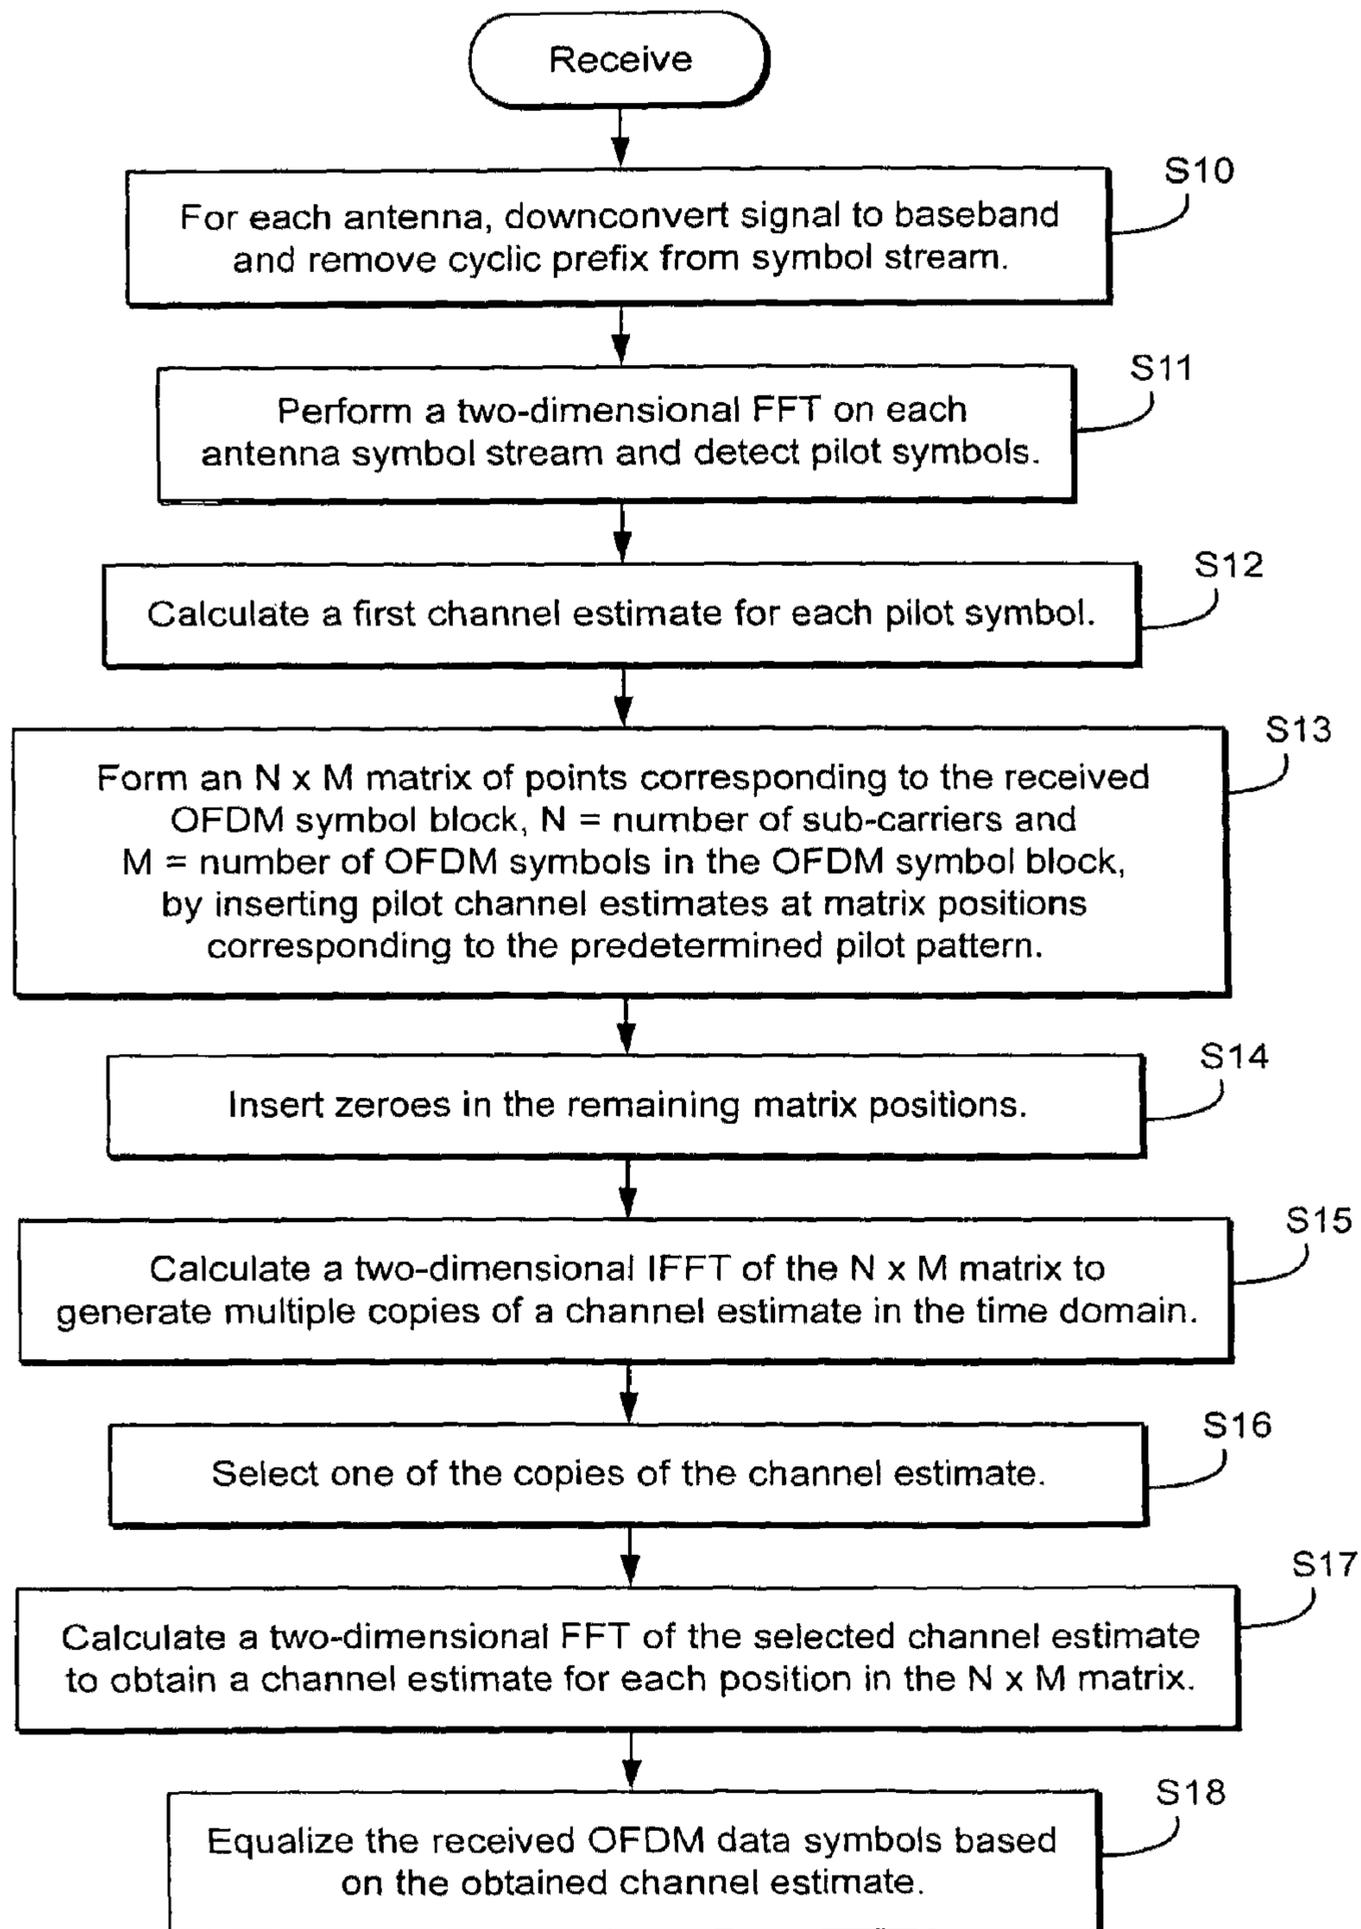 Receive
S10
For each antenna, downconvert signal to baseband
and remove cyclic prefix from symbol stream.
S11
Perform a two-dimensional FFT on each
antenna symbol stream and detect pilot symbols.
S12
Calculate a first channel estimate for each pilot symbol.
S13
Form an N x M matrix of points corresponding to the received
OFDM symbol block, N = number of sub-carriers and
M = number of OFDM symbols in the OFDM symbol block,
by inserting pilot channel estimates at matrix positions
corresponding to the predetermined pilot pattern.
S14
Insert zeroes in the remaining matrix positions.
S15
Calculate a two-dimensional IFFT of the N x M matrix to
generate multiple copies of a channel estimate in the time domain.
S16
Select one of the copies of the channel estimate.
S17
Calculate a two-dimensional FFT of the selected channel estimate
to obtain a channel estimate for each position in the N x M matrix.
S18
Equalize the received OFDM data symbols based
on the obtained channel estimate.